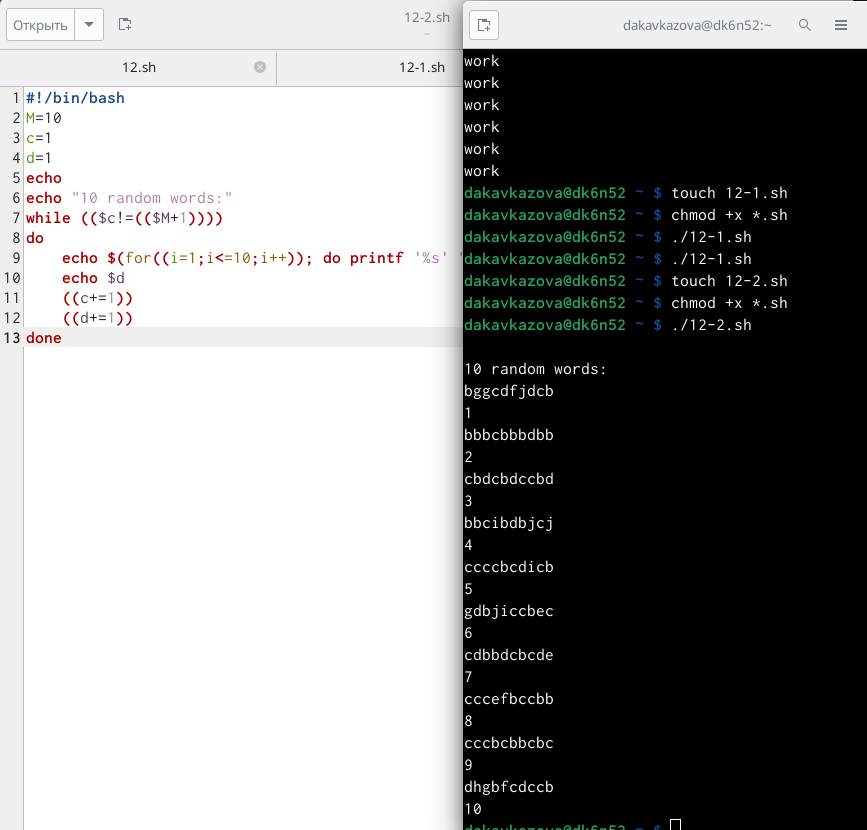 Открыть
12-2.sh
12.sh
12-1.sh
1 #!/bin/bash
2 M=10
3 c=1
4 d=1
5 echo
6 echo "10 random words:"
7 while (($c!=(($M+1))))
8 do
9 echo $(for((i=1;i<=10;i++)); do printf '%s' '
10 echo $d
11 ((c+=1))
12 ((d+=1))
13 done
dakavkazova@dk6n52:~
work
work
work
work
work
work
dakavkazova@dk6n52 ~ $ touch 12-1.sh
dakavkazova@dk6n52 ~ $ chmod +x *.sh
dakavkazova@dk6n52 ~ $ ./12-1.sh
dakavkazova@dk6n52 ~ $ ./12-1.sh
dakavkazova@dk6n52 ~ $ touch 12-2.sh
dakavkazova@dk6n52 ~ $ chmod +x *.sh
dakavkazova@dk6n52 ~ $ ./12-2.sh
10 random words:
bggcdfjdcb
1
bbbcbbbdbb
2
cbdcbdccbd
3
bbcibdbjcj
4
ccccbcdicb
5
gdbjiccbec
6
cdbbdcbcde
7
cccefbccbb
8
cccbcbbcbc
9
dhgbfcdccb
10
dakavkazova@dk6n52 ~ $